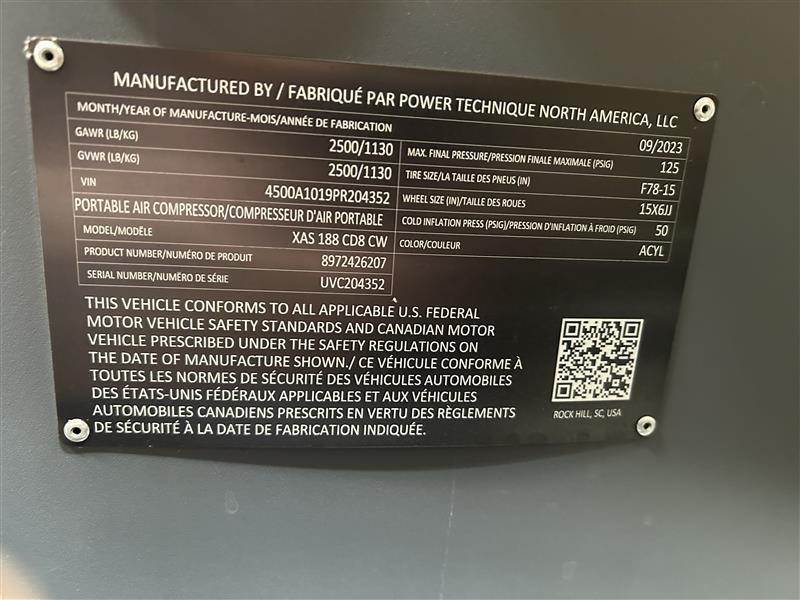 MANUFACTURED BY / FABRIQUÉ PAR POWER TECHNIQUE NORTH AMERICA, LLC
MONTH/YEAR OF MANUFACTURE-MOIS/ANNÉE DE FABRICATION 09/2023
GAWR (LB/KG) 2500/1130
GVWR (LB/KG) 2500/1130
VIN 4500A1019PR204352
PORTABLE AIR COMPRESSOR/COMPRESSEUR D'AIR PORTABLE
MODEL/MODÈLE XAS 188 CD8 CW
PRODUCT NUMBER/NUMÉRO DE PRODUIT 8972426207
SERIAL NUMBER/NUMÉRO DE SÉRIE UVC204352
MAX. FINAL PRESSURE/PRESSION FINALE MAXIMALE (PSIG) 125
TIRE SIZE/LA TAILLE DES PNEUS (IN) F78-15
WHEEL SIZE (IN)/TAILLE DES ROUES 15X6JJ
COLD INFLATION PRESS (PSIG)/PRESSION D'INFLATION À FROID (PSIG) 50
COLOR/COULEUR ACYL
THIS VEHICLE CONFORMS TO ALL APPLICABLE U.S. FEDERAL
MOTOR VEHICLE SAFETY STANDARDS AND CANADIAN MOTOR
VEHICLE PRESCRIBED UNDER THE SAFETY REGULATIONS ON
THE DATE OF MANUFACTURE SHOWN./ CE VÉHICULE CONFORME À
TOUTES LES NORMES DE SÉCURITÉ DES VÉHICULES AUTOMOBILES
DES ÉTATS-UNIS FÉDÉRAUX APPLICABLES ET AUX VÉHICULES
AUTOMOBILES CANADIENS PRESCRITS EN VERTU DES RÈGLEMENTS
DE SÉCURITÉ À LA DATE DE FABRICATION INDIQUÉE.
ROCK HILL, SC, USA